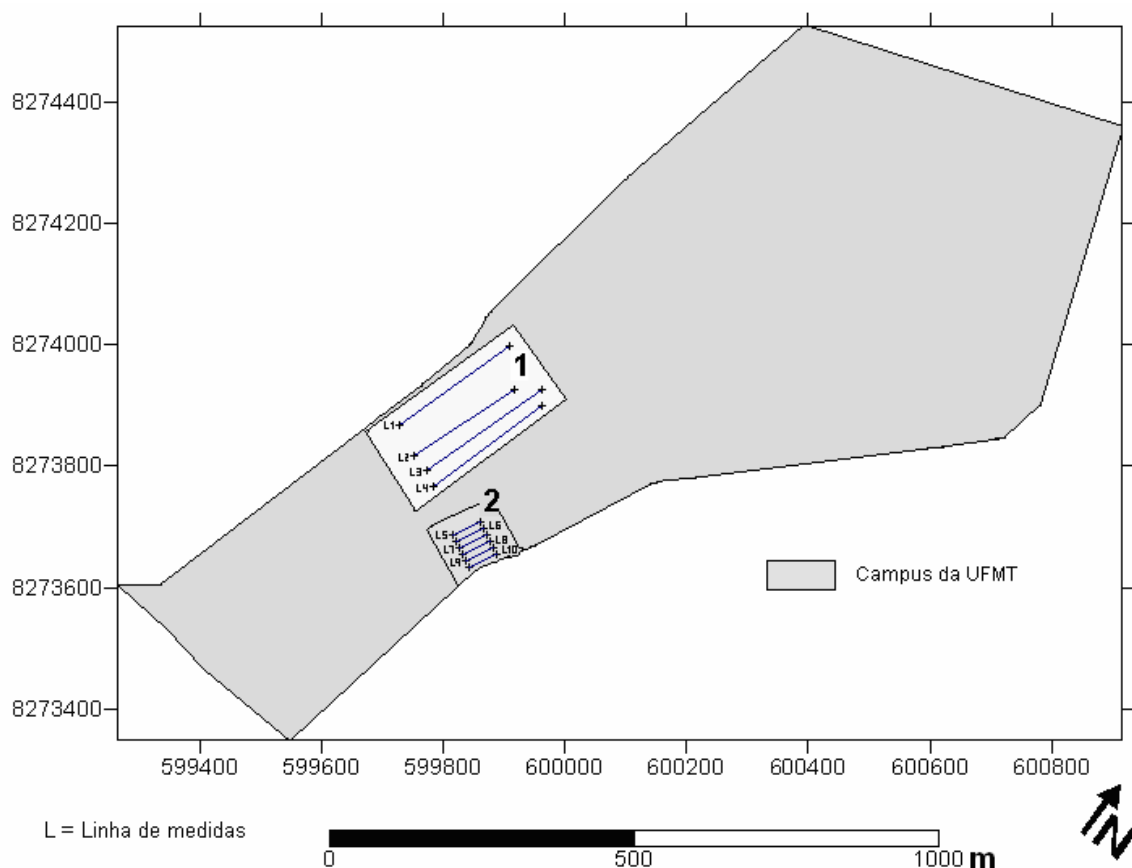 8274400
8274200
8274000
8273800
8273600
8273400
1
L1
L2
L3
L4
2
L5
L6
L7
L8
L9
L10
Campus da UFMT
599400 599600 599800 600000 600200 600400 600600 600800
L = Linha de medidas
0 500 1000 m
N